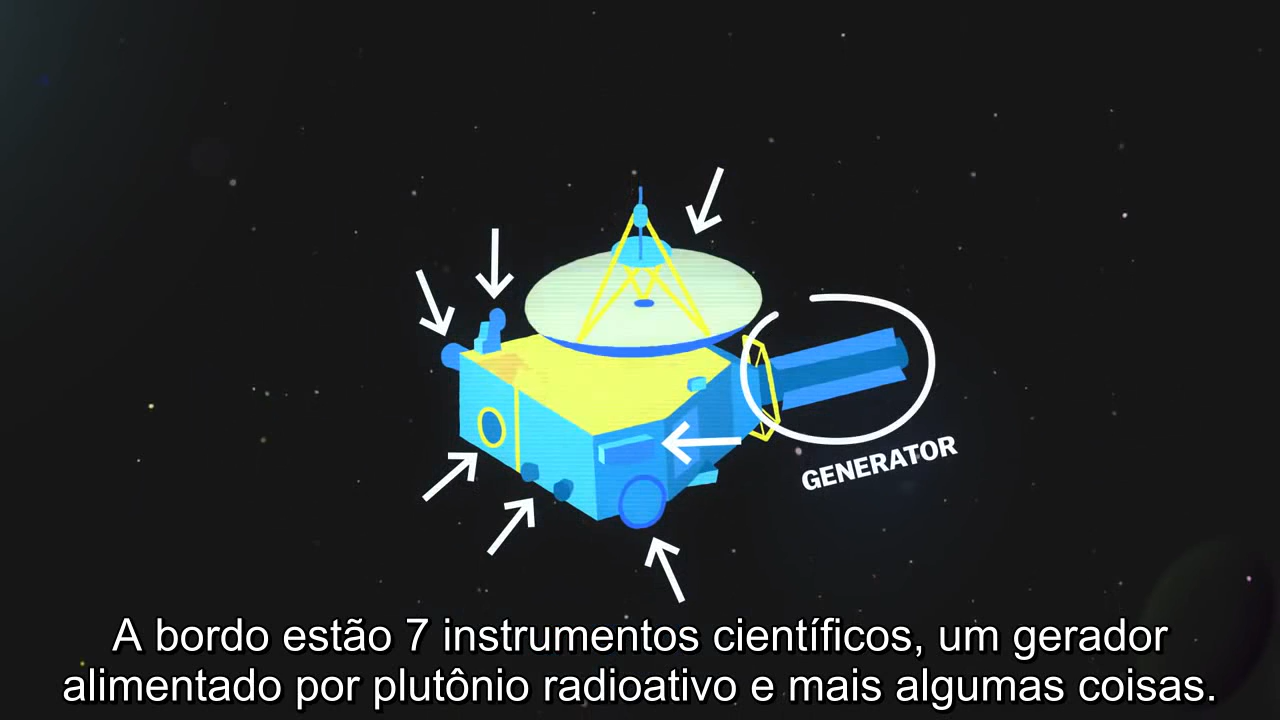 GENERATOR
A bordo estão 7 instrumentos científicos, um gerador
alimentado por plutônio radioativo e mais algumas coisas.